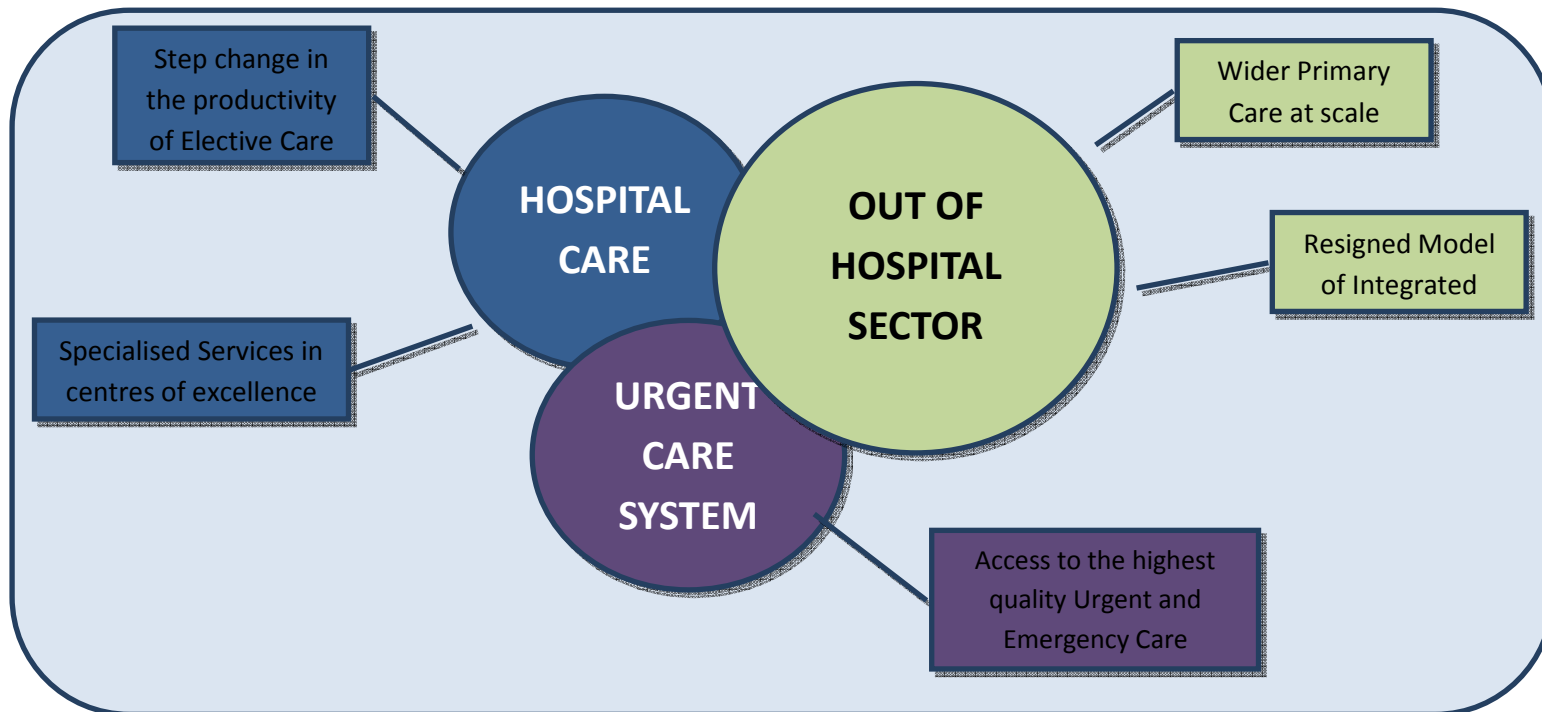 Step change in
the productivity
of Elective Care
Wider Primary
Care at scale
HOSPITAL
CARE
OUT OF
HOSPITAL
SECTOR
Resigned Model
of Integrated
Specialised Services in
centres of excellence
URGENT
CARE
SYSTEM
Access to the highest
quality Urgent and
Emergency Care